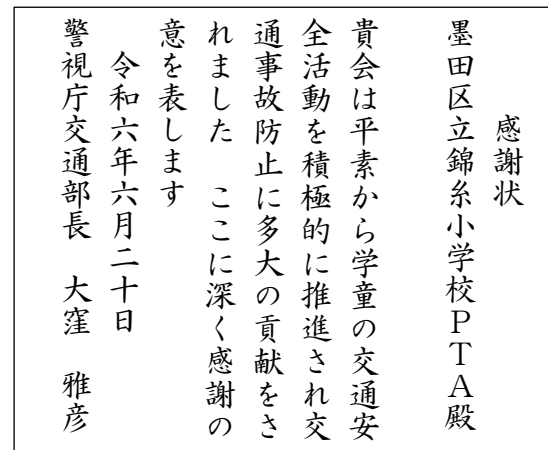 感謝状
墨田区立錦糸小学校ＰＴＡ殿
貴会は平素から学童の交通安
全活動を積極的に推進され交
通事故防止に多大の貢献をさ
れました　ここに深く感謝の
意を表します
令和六年六月二十日
警視庁交通部長　大窪　雅彦